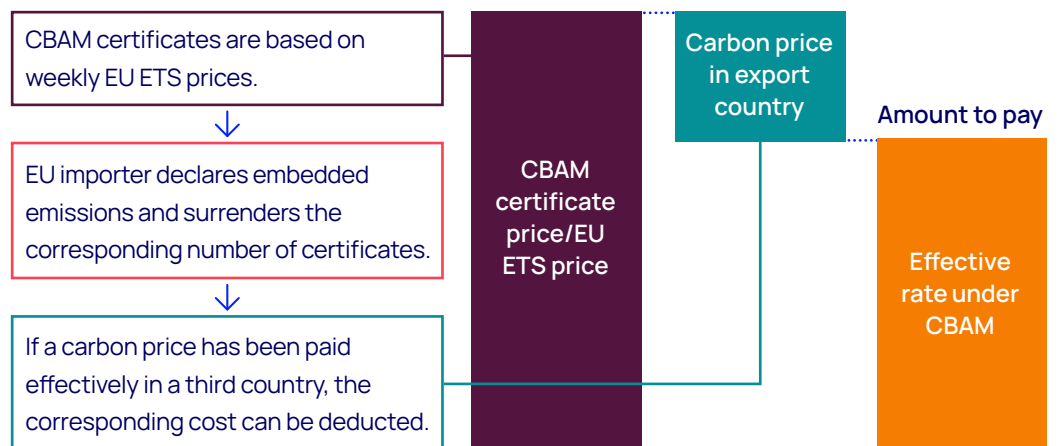 CBAM certificates are based on
weekly EU ETS prices.
EU importer declares embedded
emissions and surrenders the
corresponding number of certificates.
If a carbon price has been paid
effectively in a third country, the
corresponding cost can be deducted.
CBAM
certificate
price/EU
ETS price
Carbon price
in export
country
Amount to pay
Effective
rate under
CBAM